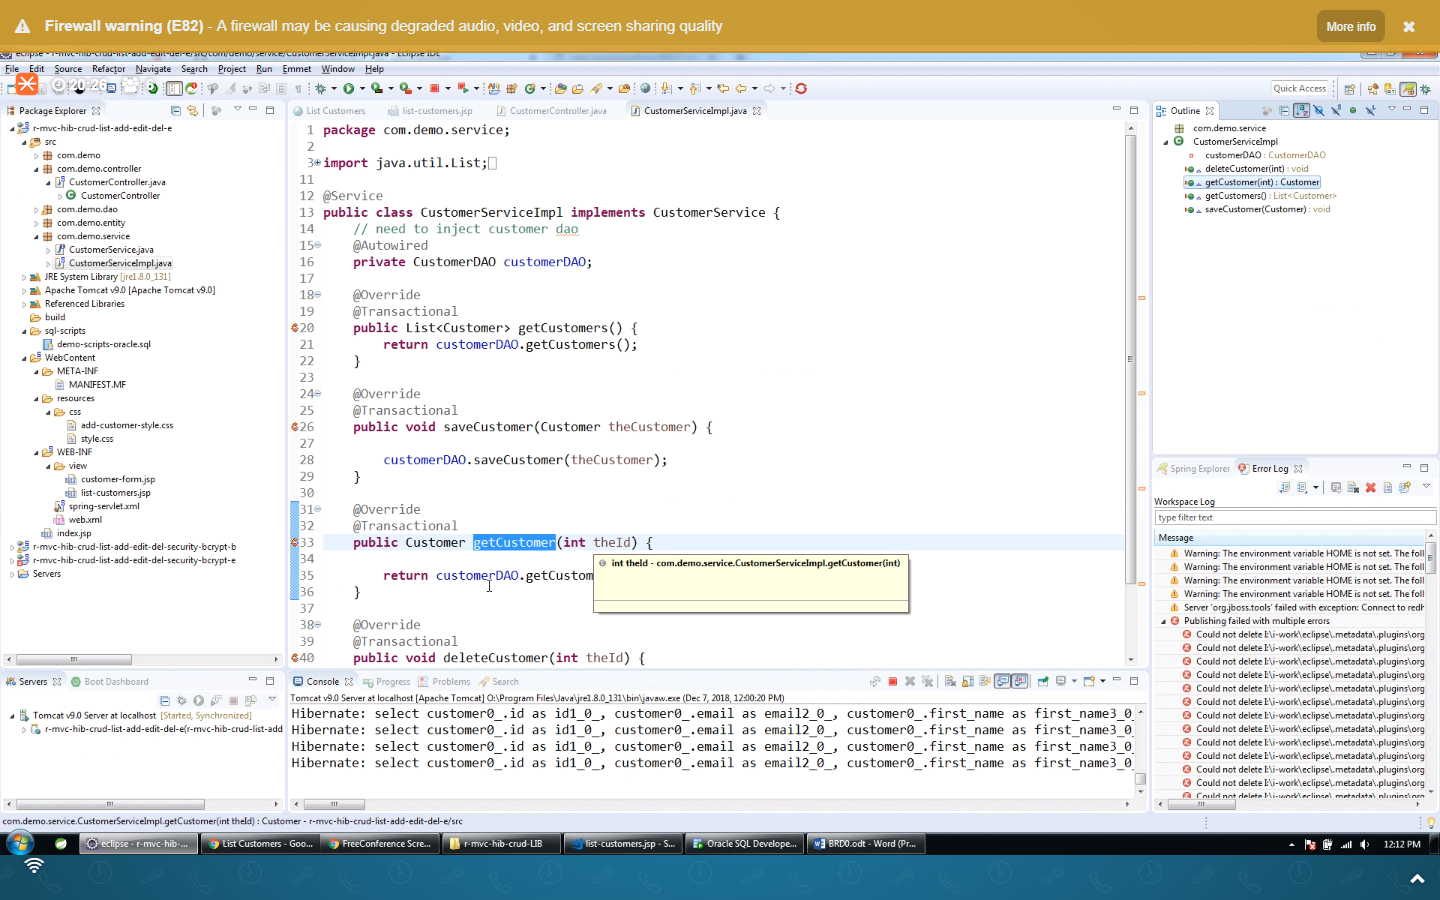 Firewall warning (E82) - A firewall may be causing degraded audio, video, and screen sharing quality
More info
eclipse - r-mvc-hib-crud-list-add-edit-del-e/src/com/demo/service/CustomerServiceImpl.java - Eclipse IDE
File Edit Source Refactor Navigate Search Project Run Emmet Window Help
20:26 6
Quick Access
Package Explorer
r-mvc-hib-crud-list-add-edit-del-e
src
com.demo
com.demo.controller
CustomerController.java
CustomerController
com.demo.dao
com.demo.entity
com.demo.service
CustomerService.java
CustomerServiceImpl.java
JRE System Library [jre1.8.0_131]
Apache Tomcat v9.0 [Apache Tomcat v9.0]
Referenced Libraries
build
sql-scripts
demo-scripts-oracle.sql
WebContent
META-INF
MANIFEST.MF
resources
css
add-customer-style.css
style.css
WEB-INF
view
customer-form.jsp
list-customers.jsp
spring-servlet.xml
web.xml
index.jsp
r-mvc-hib-crud-list-add-edit-del-security-bcrypt-b
r-mvc-hib-crud-list-add-edit-del-security-bcrypt-e
Servers
List Customers list-customers.jsp CustomerController.java CustomerServiceImpl.java
1 package com.demo.service;
2
3 import java.util.List;
11
12 @Service
13 public class CustomerServiceImpl implements CustomerService {
14 // need to inject customer dao
15 @Autowired
16 private CustomerDAO customerDAO;
17
18 @Override
19 @Transactional
20 public List<Customer> getCustomers() {
21 return customerDAO.getCustomers();
22 }
23
24 @Override
25 @Transactional
26 public void saveCustomer(Customer theCustomer) {
27
28 customerDAO.saveCustomer(theCustomer);
29 }
30
31 @Override
32 @Transactional
33 public Customer getCustomer(int theId) {
34
int theId - com.demo.service.CustomerServiceImpl.getCustomer(int)
35 return customerDAO.getCustom
36 }
37
38 @Override
39 @Transactional
40 public void deleteCustomer(int theId) {
Outline
com.demo.service
CustomerServiceImpl
customerDAO : CustomerDAO
deleteCustomer(int) : void
getCustomer(int) : Customer
getCustomers() : List<Customer>
saveCustomer(Customer) : void
Spring Explorer Error Log
Workspace Log
type filter text
Message
Warning: The environment variable HOME is not set. The foll
Warning: The environment variable HOME is not set. The foll
Warning: The environment variable HOME is not set. The foll
Warning: The environment variable HOME is not set. The foll
Server 'org.jboss.tools' failed with exception: Connect to redh
Publishing failed with multiple errors
Could not delete I:\i-work\eclipse\.metadata\.plugins\org
Could not delete I:\i-work\eclipse\.metadata\.plugins\org
Could not delete I:\i-work\eclipse\.metadata\.plugins\org
Could not delete I:\i-work\eclipse\.metadata\.plugins\org
Could not delete I:\i-work\eclipse\.metadata\.plugins\org
Could not delete I:\i-work\eclipse\.metadata\.plugins\org
Could not delete I:\i-work\eclipse\.metadata\.plugins\org
Could not delete I:\i-work\eclipse\.metadata\.plugins\org
Could not delete I:\i-work\eclipse\.metadata\.plugins\org
Could not delete I:\i-work\eclipse\.metadata\.plugins\org
Could not delete I:\i-work\eclipse\.metadata\.plugins\org
Could not delete I:\i-work\eclipse\.metadata\.plugins\org
Could not delete I:\i-work\eclipse\.metadata\.plugins\org
Servers Boot Dashboard
Tomcat v9.0 Server at localhost [Started, Synchronized]
r-mvc-hib-crud-list-add-edit-del-e(r-mvc-hib-crud-list-add
Console Progress Problems Search
Tomcat v9.0 Server at localhost [Apache Tomcat] O:\Program Files\Java\jre1.8.0_131\bin\javaw.exe (Dec 7, 2018, 12:00:20 PM)
Hibernate: select customer0_.id as id1_0_, customer0_.email as email2_0_, customer0_.first_name as first_name3_0_
Hibernate: select customer0_.id as id1_0_, customer0_.email as email2_0_, customer0_.first_name as first_name3_0_
Hibernate: select customer0_.id as id1_0_, customer0_.email as email2_0_, customer0_.first_name as first_name3_0_
Hibernate: select customer0_.id as id1_0_, customer0_.email as email2_0_, customer0_.first_name as first_name3_0_
com.demo.service.CustomerServiceImpl.getCustomer(int theId) : Customer - r-mvc-hib-crud-list-add-edit-del-e/src
eclipse - r-mvc-hib-... List Customers - Goo... FreeConference Scre... r-mvc-hib-crud-LIB list-customers.jsp - S... Oracle SQL Develope... BRD0.odt - Word (Pr... 12:12 PM